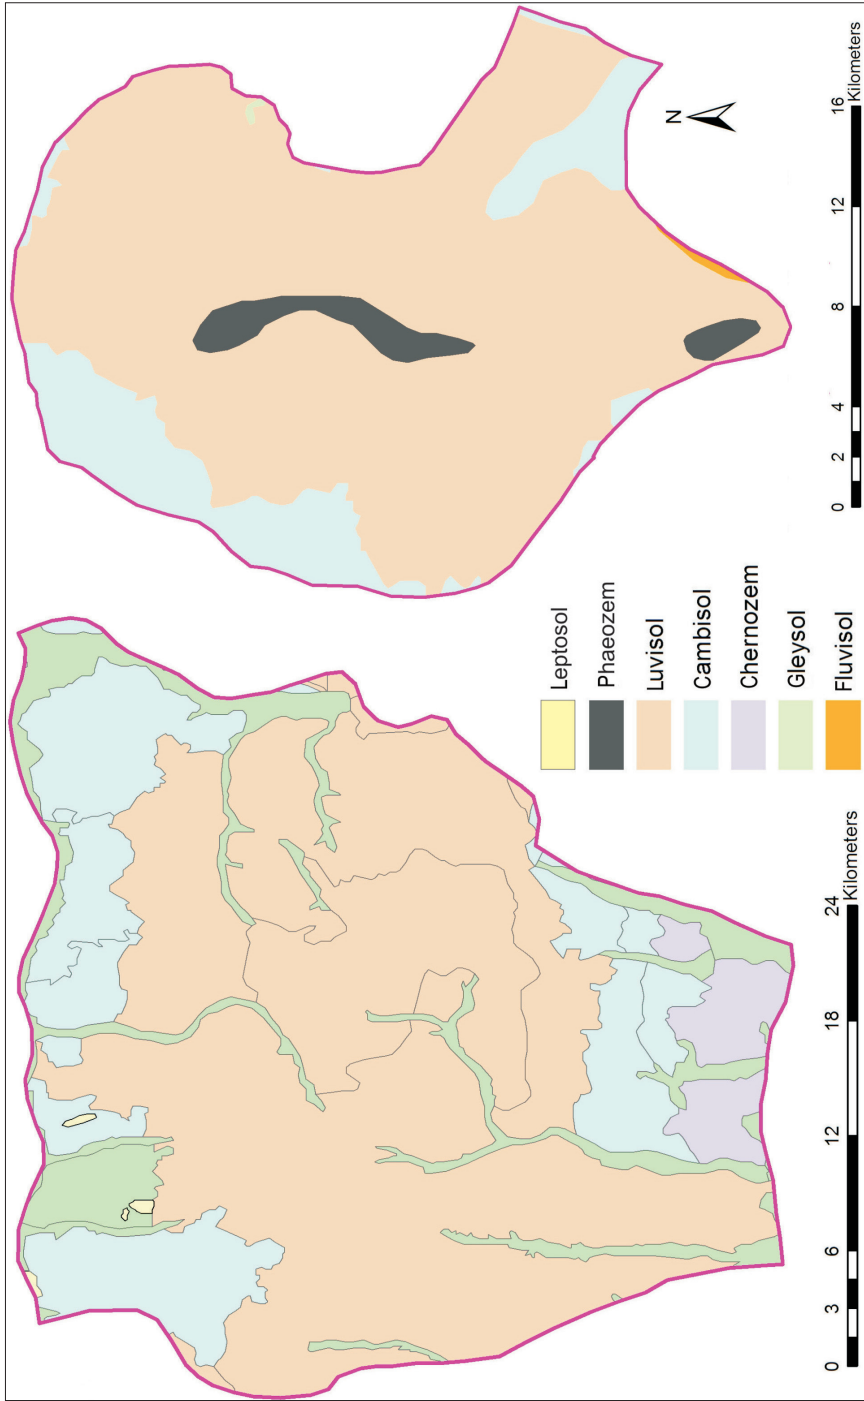 Leptosol
Phaeozem
Luvisol
Cambisol
Chernozem
Gleysol
Fluvisol
0 3 6 12 18 24
Kilometers
N
0 2 4 8 12 16
Kilometers